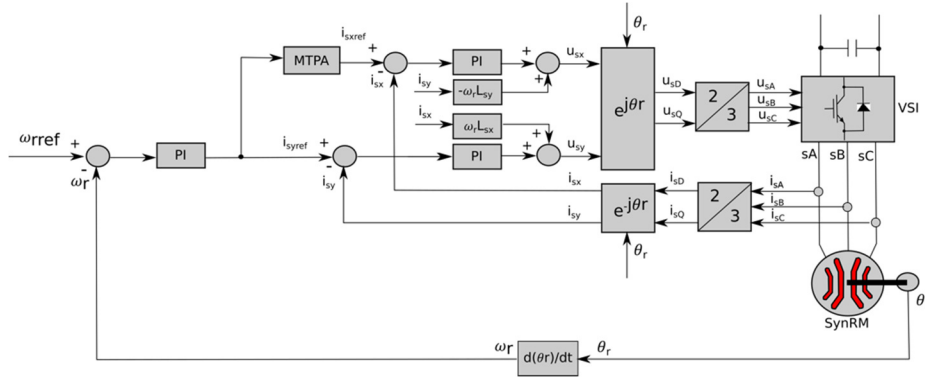 θr
isxref
+
-
isx
MTPA
PI
+
+
usx
isy
-ωrLsy
isx
ωrLsx
+
+
usy
PI
ejθr
usD
usQ
2
3
usA
usB
usC
VSI
ωrref
+
-
ωr
PI
isyref
+
-
isy
sA sB sC
isx
isy
e-jθr
isD
isQ
2
3
isA
isB
isC
θr
θ
SynRM
ωr
d(θr)/dt
θr